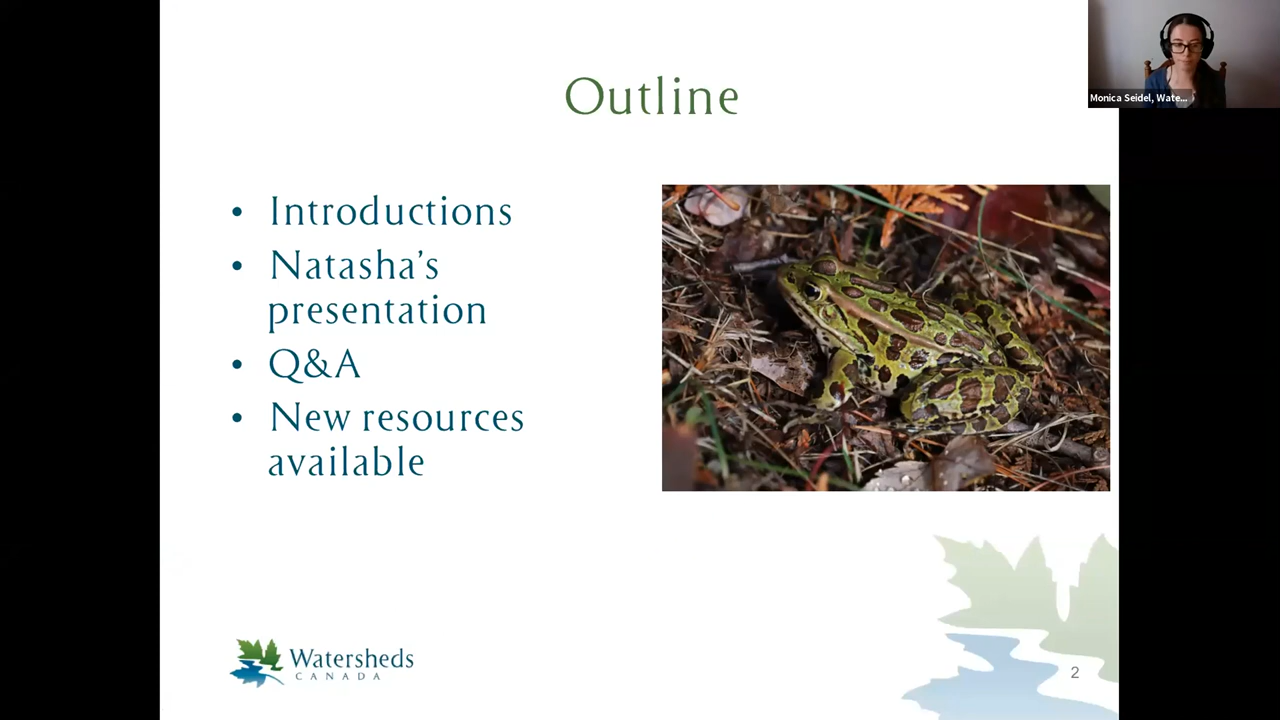 Outline
Monica Seidel, Wate...
• Introductions
• Natasha's
presentation
• Q&A
• New resources
available
Watersheds
CANADA
2